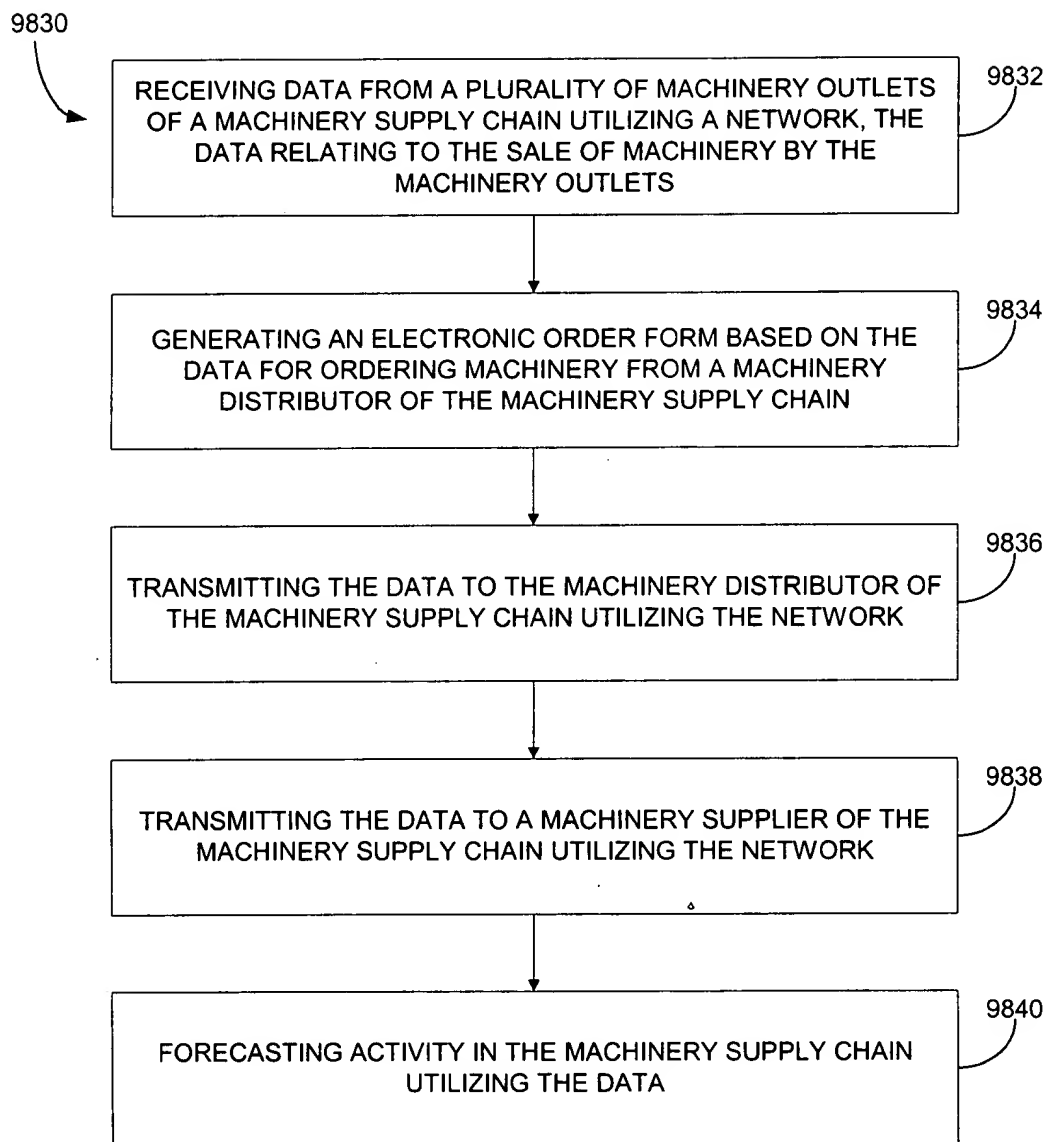 9830
RECEIVING DATA FROM A PLURALITY OF MACHINERY OUTLETS
OF A MACHINERY SUPPLY CHAIN UTILIZING A NETWORK, THE
DATA RELATING TO THE SALE OF MACHINERY BY THE
MACHINERY OUTLETS
9832
GENERATING AN ELECTRONIC ORDER FORM BASED ON THE
DATA FOR ORDERING MACHINERY FROM A MACHINERY
DISTRIBUTOR OF THE MACHINERY SUPPLY CHAIN
9834
TRANSMITTING THE DATA TO THE MACHINERY DISTRIBUTOR OF
THE MACHINERY SUPPLY CHAIN UTILIZING THE NETWORK
9836
TRANSMITTING THE DATA TO A MACHINERY SUPPLIER OF THE
MACHINERY SUPPLY CHAIN UTILIZING THE NETWORK
9838
FORECASTING ACTIVITY IN THE MACHINERY SUPPLY CHAIN
UTILIZING THE DATA
9840